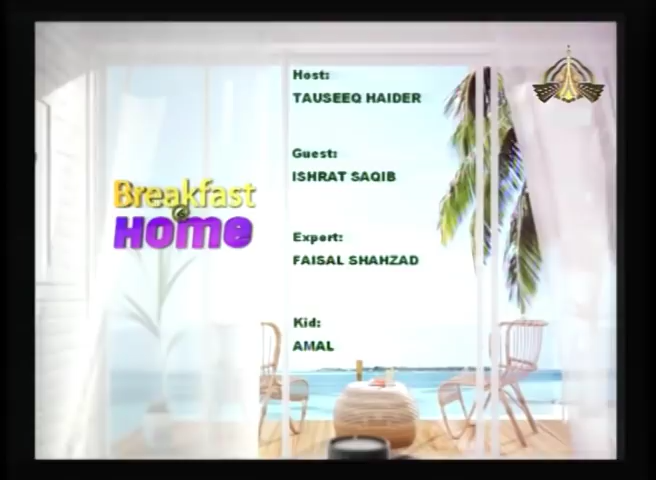 Breakfast
@
Home
Host:
TAUSEEQ HAIDER
Guest:
ISHRAT SAQIB
Expert:
FAISAL SHAHZAD
Kid:
AMAL